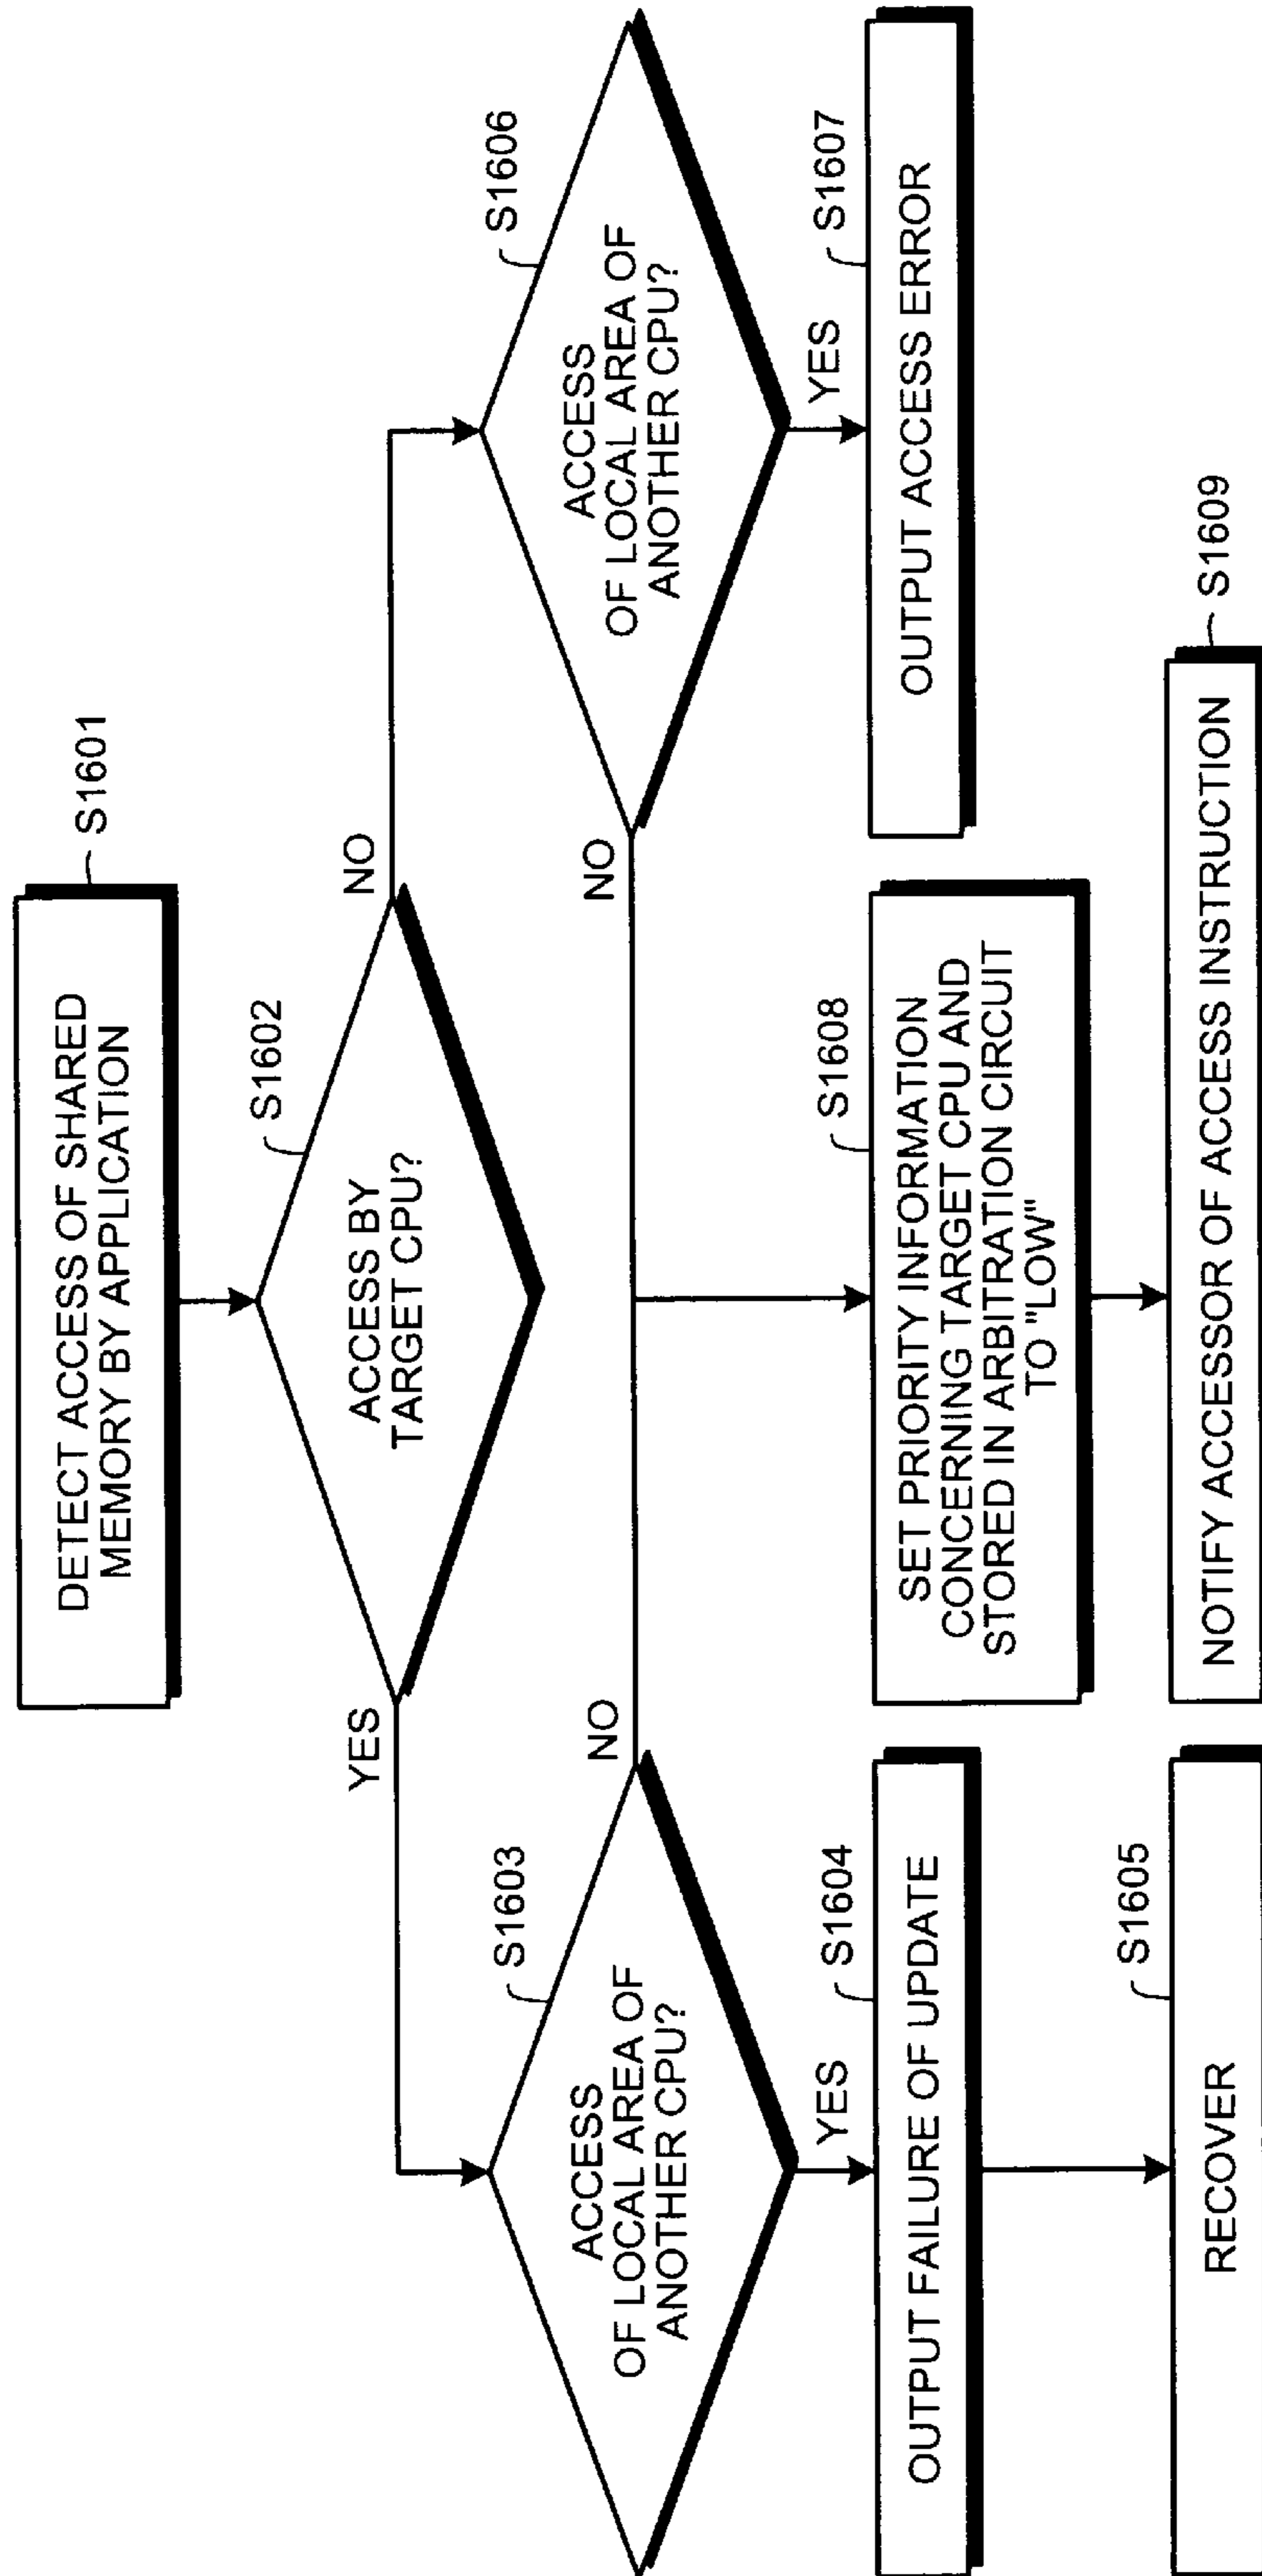 DETECT ACCESS OF SHARED
MEMORY BY APPLICATION
S1601
ACCESS BY
TARGET CPU?
S1602
YES
NO
ACCESS
OF LOCAL AREA OF
ANOTHER CPU?
S1603
NO
YES
ACCESS
OF LOCAL AREA OF
ANOTHER CPU?
S1606
NO
YES
OUTPUT FAILURE OF UPDATE
S1604
SET PRIORITY INFORMATION
CONCERNING TARGET CPU AND
STORED IN ARBITRATION CIRCUIT
TO "LOW"
S1608
OUTPUT ACCESS ERROR
S1607
RECOVER
S1605
NOTIFY ACCESSOR OF ACCESS INSTRUCTION
S1609